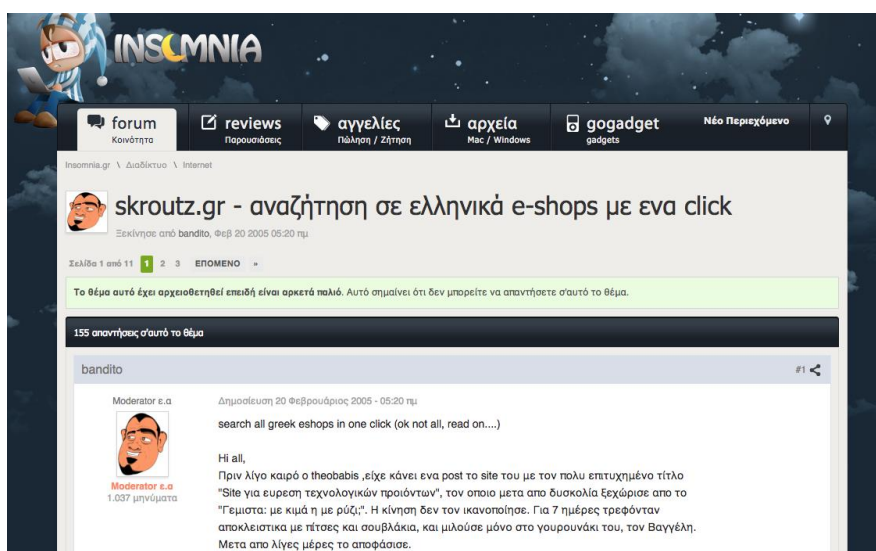 INSOMNIA
forum
Κοινότητα
reviews
Παρουσιάσεις
αγγελίες
Πώληση / Ζήτηση
αρχεία
Mac / Windows
gogadget
gadgets
Νέο Περιεχόμενο
Insomnia.gr \ Διαδίκτυο \ Internet
skroutz.gr - αναζήτηση σε ελληνικά e-shops με ενα click
Ξεκίνησε από bandito, Φεβ 20 2005 05:20 πμ
Σελίδα 1 από 11 1 2 3 ΕΠΟΜΕΝΟ »
Το θέμα αυτό έχει αρχειοθετηθεί επειδή είναι αρκετά παλιό. Αυτό σημαίνει ότι δεν μπορείτε να απαντήσετε σ'αυτό το θέμα.
155 απαντήσεις σ'αυτό το θέμα
bandito
#1
Moderator ε.α
Moderator ε.α
1.037 μηνύματα
Δημοσίευση 20 Φεβρουάριος 2005 - 05:20 πμ
search all greek eshops in one click (ok not all, read on....)
Hi all,
Πριν λίγο καιρό ο theobabis ,είχε κάνει ενα post το site του με τον πολυ επιτυχημένο τίτλο
"Site για ευρεση τεχνολογικών προιόντων", τον οποιο μετα απο δυσκολία ξεχώρισε απο το
"Γεμιστα: με κιμά η με ρύζι;". Η κίνηση δεν τον ικανοποίησε. Για 7 ημέρες τρεφόνταν
αποκλειστικα με πίτσες και σουβλάκια, και μιλούσε μόνο στο γουρουνάκι του, τον Βαγγέλη.
Μετα απο λίγες μέρες το αποφάσισε.